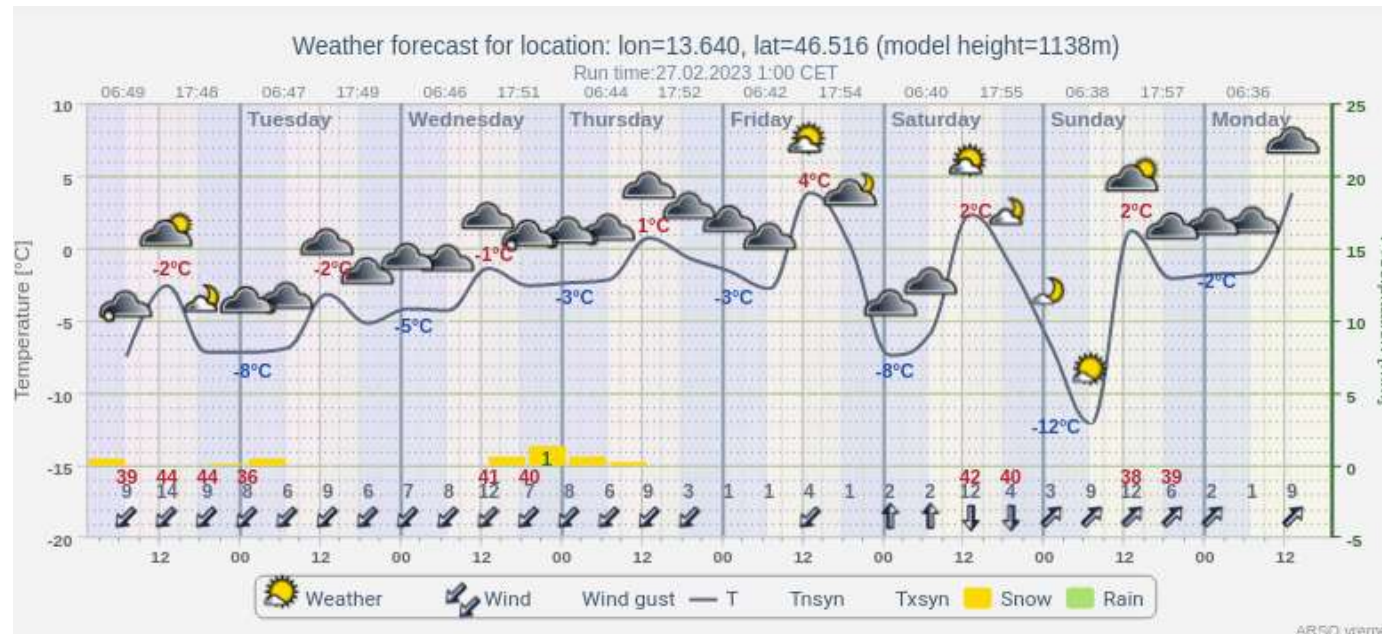 Weather forecast for location: lon=13.640, lat=46.516 (model height=1138m)
Run time:27.02.2023 1:00 CET
06:49 17:48 06:47 17:49 06:46 17:51 06:44 17:52 06:42 17:54 06:40 17:55 06:38 17:57 06:36
Tuesday Wednesday Thursday Friday Saturday Sunday Monday
10 5 0 -5 -10 -15 -20
Temperature [°C]
25 20 15 10 5 0 -5
-2°C -2°C -1°C 1°C 4°C 2°C 2°C
-8°C -5°C -3°C -3°C -8°C -12°C -2°C
1
39 44 44 36 41 40 42 40 38 39
9 14 9 8 6 9 6 7 8 12 7 8 6 9 3 1 1 4 1 2 2 12 4 3 9 12 6 2 1 9
12 00 12 00 12 00 12 00 12 00 12 00 12 00 12
Weather Wind Wind gust T Tnsyn Txsyn Snow Rain
ARSO vreme